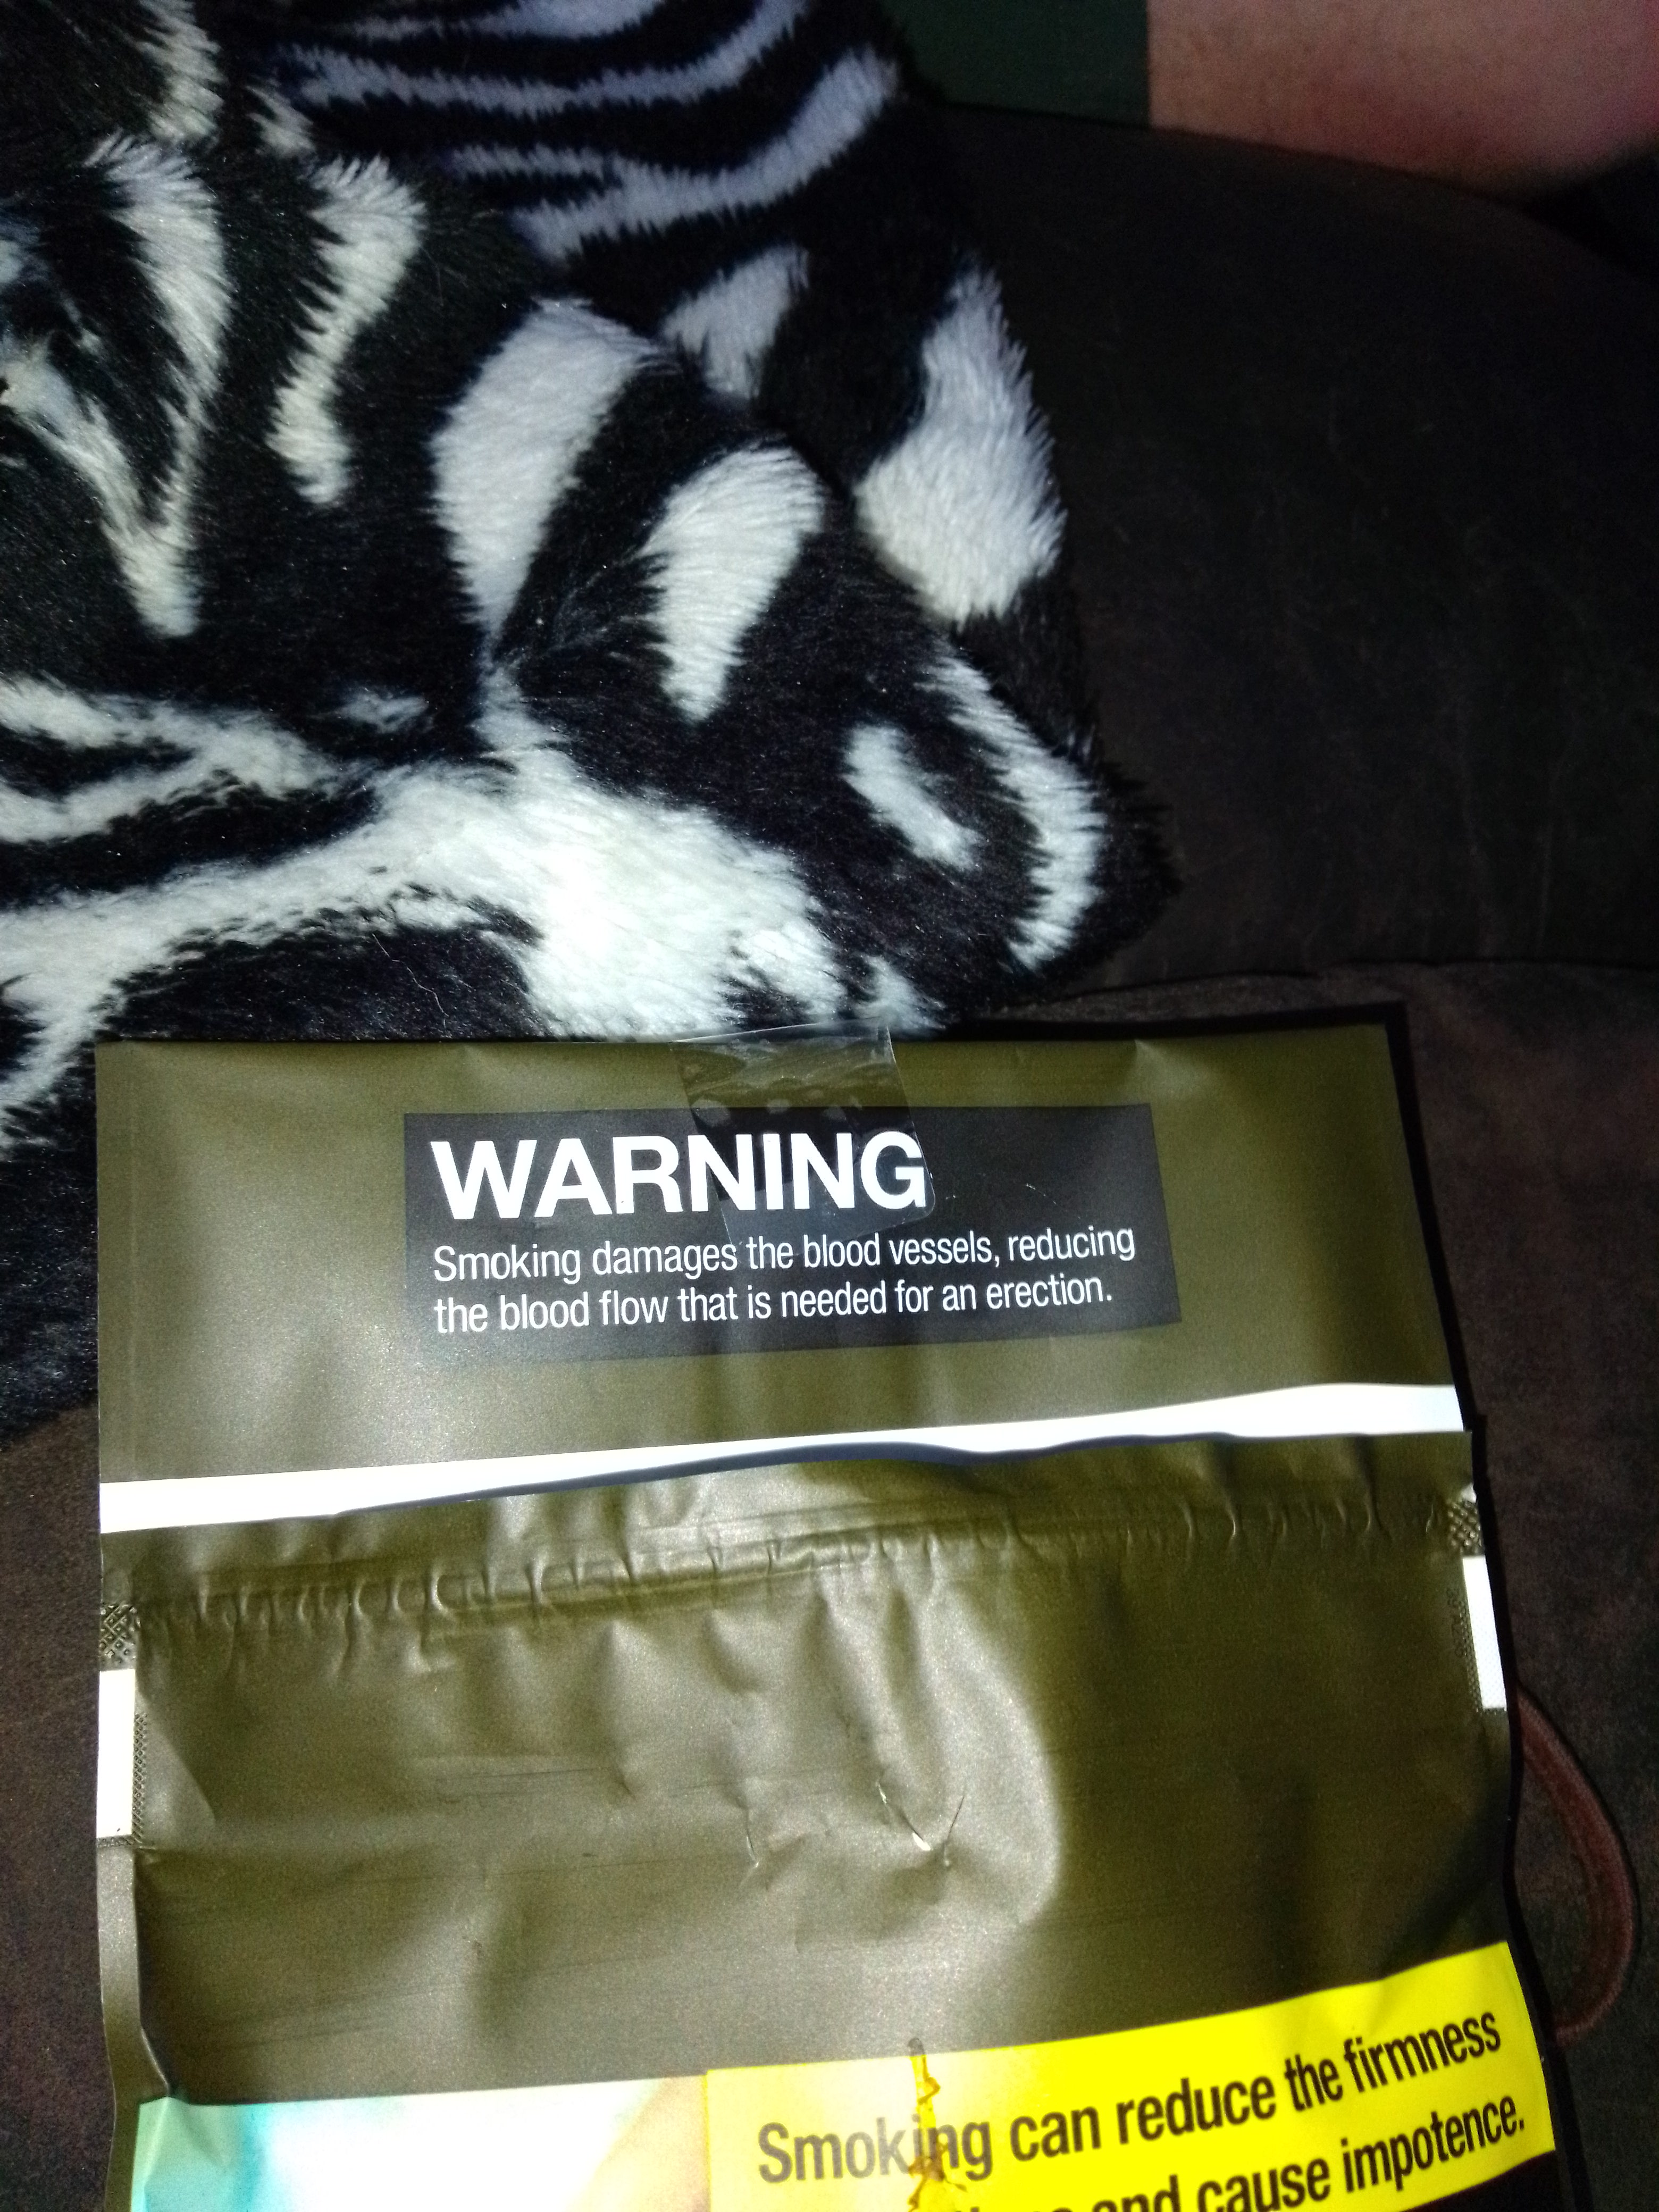 WARNING
Smoking damages the blood vessels, reducing
the blood flow that is needed for an erection.
Smoking can reduce the firmness
and cause impotence.